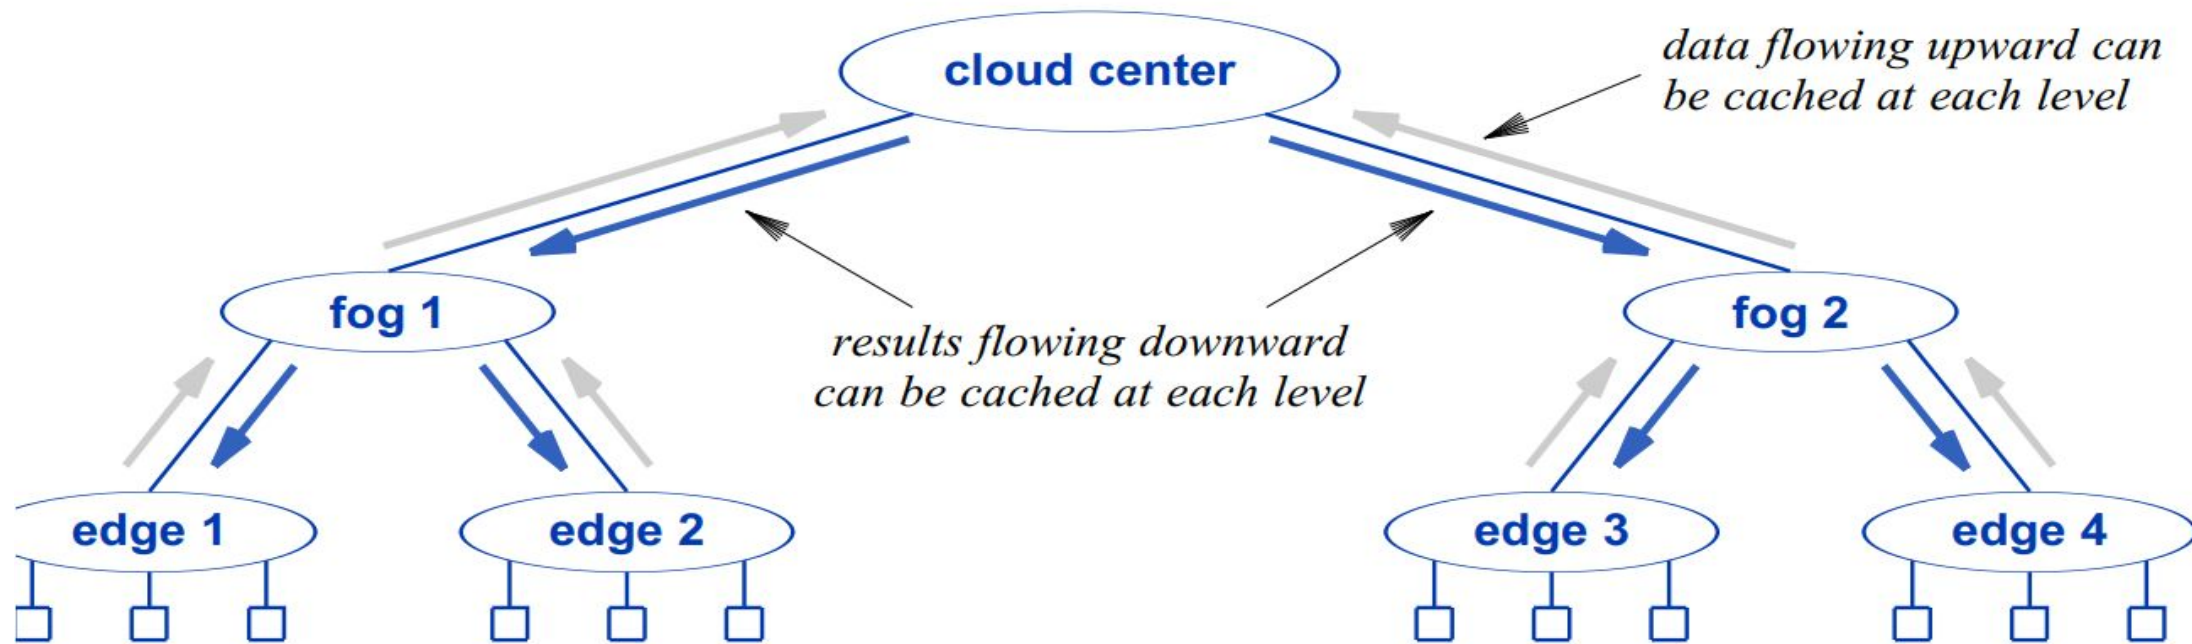 cloud center
data flowing upward can
be cached at each level
fog 1
fog 2
results flowing downward
can be cached at each level
edge 1
edge 2
edge 3
edge 4